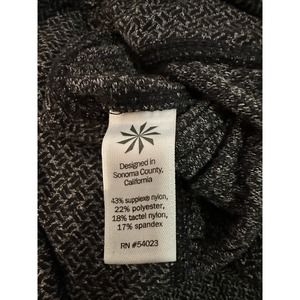 Designed in
Sonoma County,
California
43% supplex® nylon,
22% polyester,
18% tactel nylon,
17% spandex
RN #54023